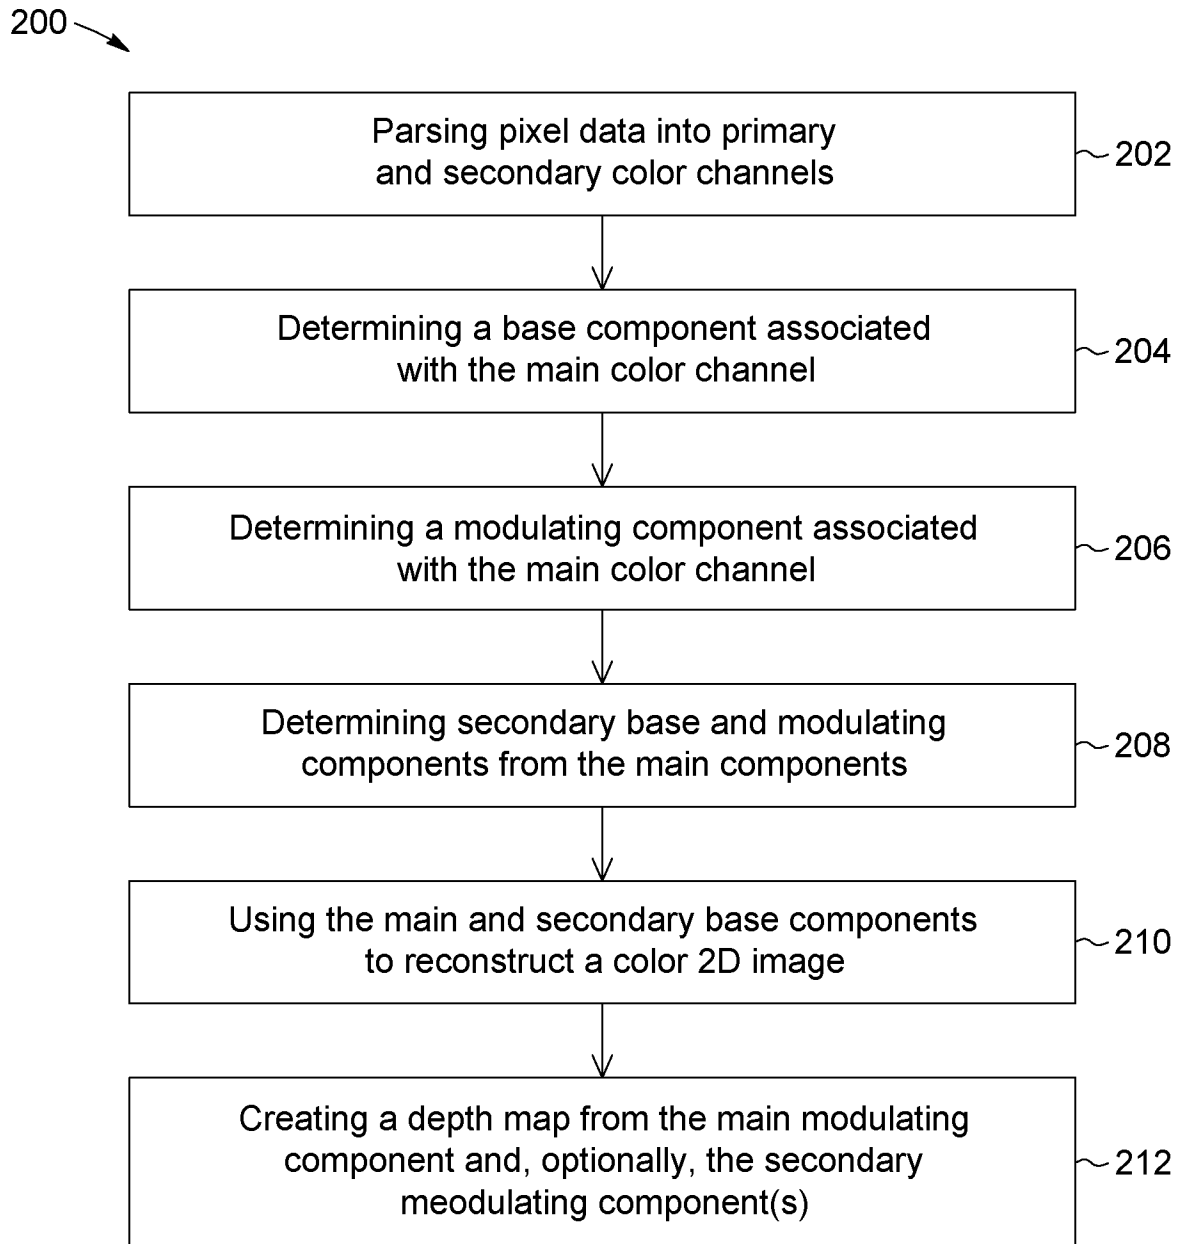 200
Parsing pixel data into primary
and secondary color channels
202
Determining a base component associated
with the main color channel
204
Determining a modulating component associated
with the main color channel
206
Determining secondary base and modulating
components from the main components
208
Using the main and secondary base components
to reconstruct a color 2D image
210
Creating a depth map from the main modulating
component and, optionally, the secondary
meodulating component(s)
212